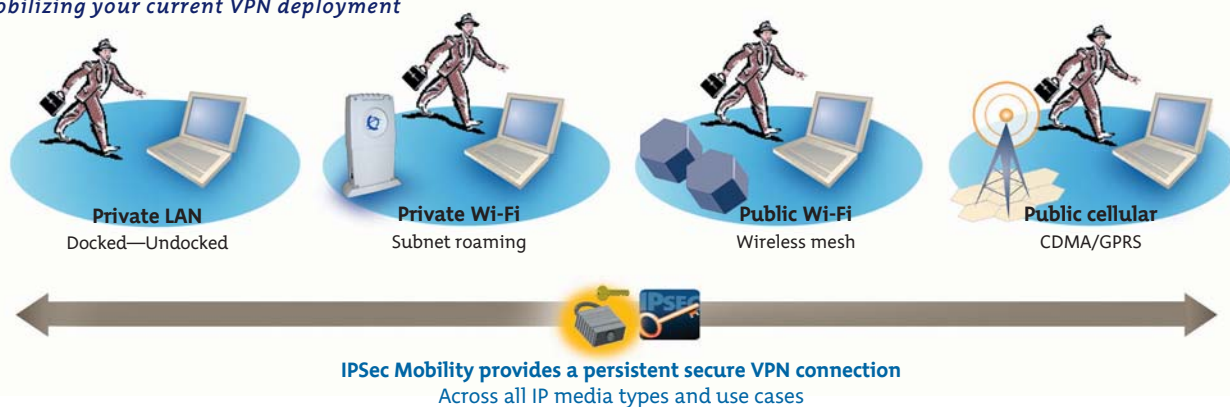 obilizing your current VPN deployment
Private LAN
Docked—Undocked
Private Wi-Fi
Subnet roaming
Public Wi-Fi
Wireless mesh
Public cellular
CDMA/GPRS
IPSEC
IPSec Mobility provides a persistent secure VPN connection
Across all IP media types and use cases